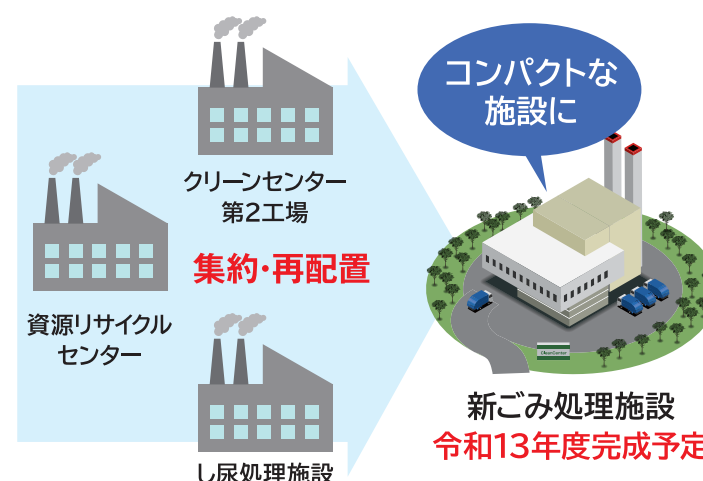 コンパクトな
施設に
クリーンセンター
第2工場
集約・再配置
資源リサイクル
センター
し尿処理施設
CleanCenter
新ごみ処理施設
令和13年度完成予定